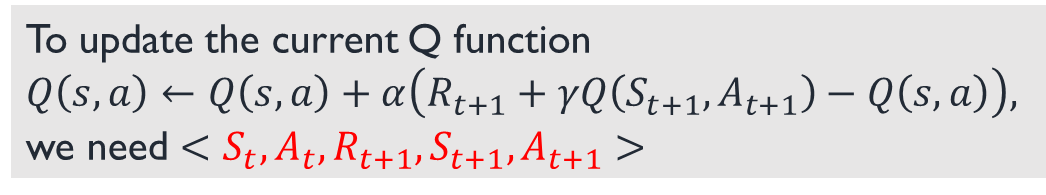 To update the current Q function
Q(s, a) ← Q(s, a) + α(R_{t+1} + γQ(S_{t+1}, A_{t+1}) − Q(s, a)),
we need < S_t, A_t, R_{t+1}, S_{t+1}, A_{t+1} >